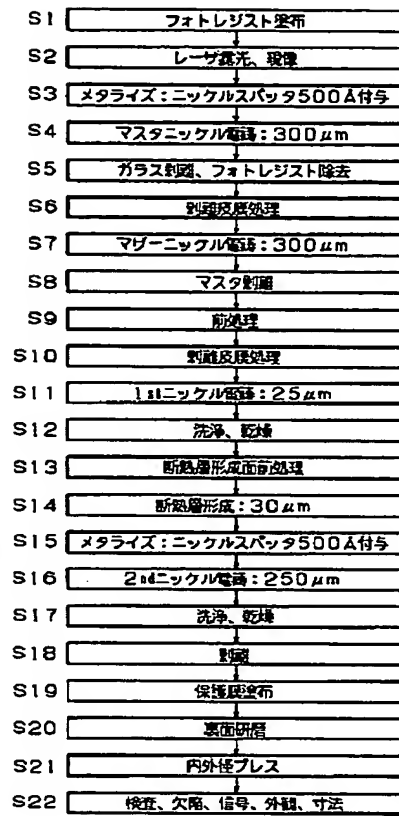 S1 フォトレジスト塗布
S2 レーザ露光、現像
S3 メタライズ：ニッケルスパッタ500Å付与
S4 マスタニッケル電鋳：300μm
S5 ガラス剥離、フォトレジスト除去
S6 剥離皮膜処理
S7 マザーニッケル電鋳：300μm
S8 マスタ剥離
S9 前処理
S10 剥離皮膜処理
S11 1stニッケル電鋳：25μm
S12 洗浄、乾燥
S13 断熱層形成面前処理
S14 断熱層形成：30μm
S15 メタライズ：ニッケルスパッタ500Å付与
S16 2ndニッケル電鋳：250μm
S17 洗浄、乾燥
S18 剥離
S19 保護膜塗布
S20 裏面研磨
S21 内外径プレス
S22 検査、欠陥、信号、外観、寸法